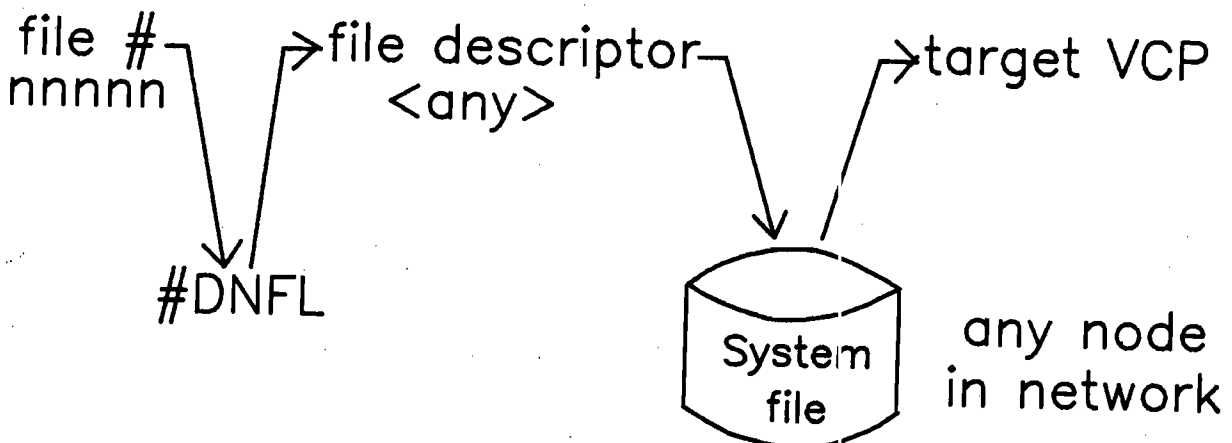 file #
nnnnn
file descriptor
<any>
target VCP
#DNFL
System
file
any node
in network